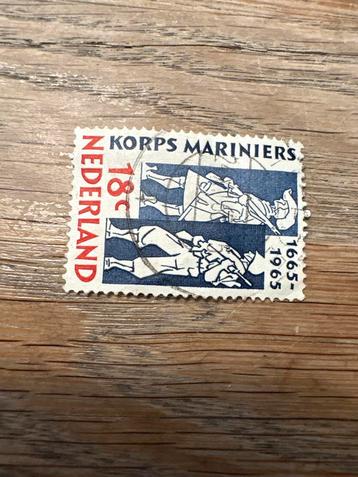 KORPS MARINIERS
NEDERLAND
18c
1665-
1965